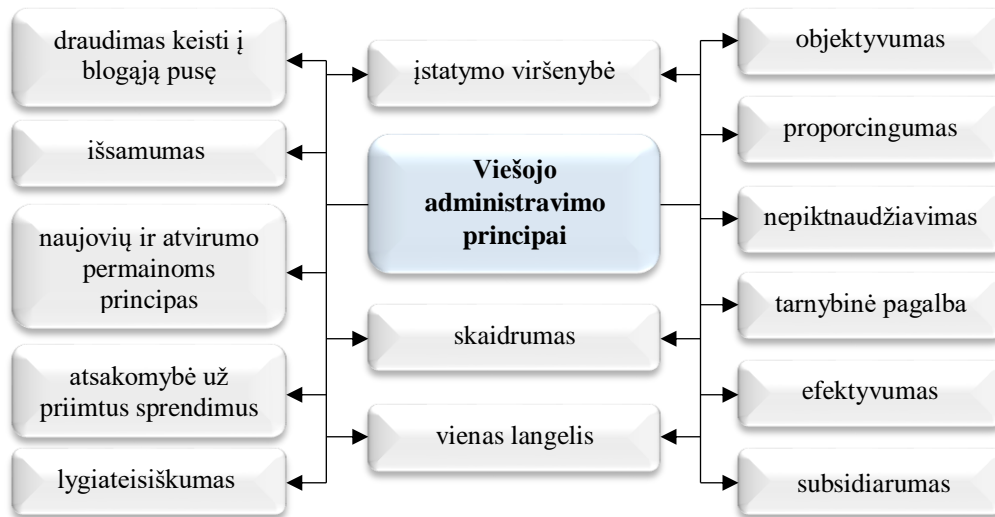 draudimas keisti į
blogąją pusę
išsamumas
naujovių ir atvirumo
permainoms
principas
atsakomybė už
priimtus sprendimus
lygiateisiškumas
įstatymo viršenybė
Viešojo
administravimo
principai
skaidrumas
vienas langelis
objektyvumas
proporcingumas
nepiktnaudžiavimas
tarnybinė pagalba
efektyvumas
subsidiarumas